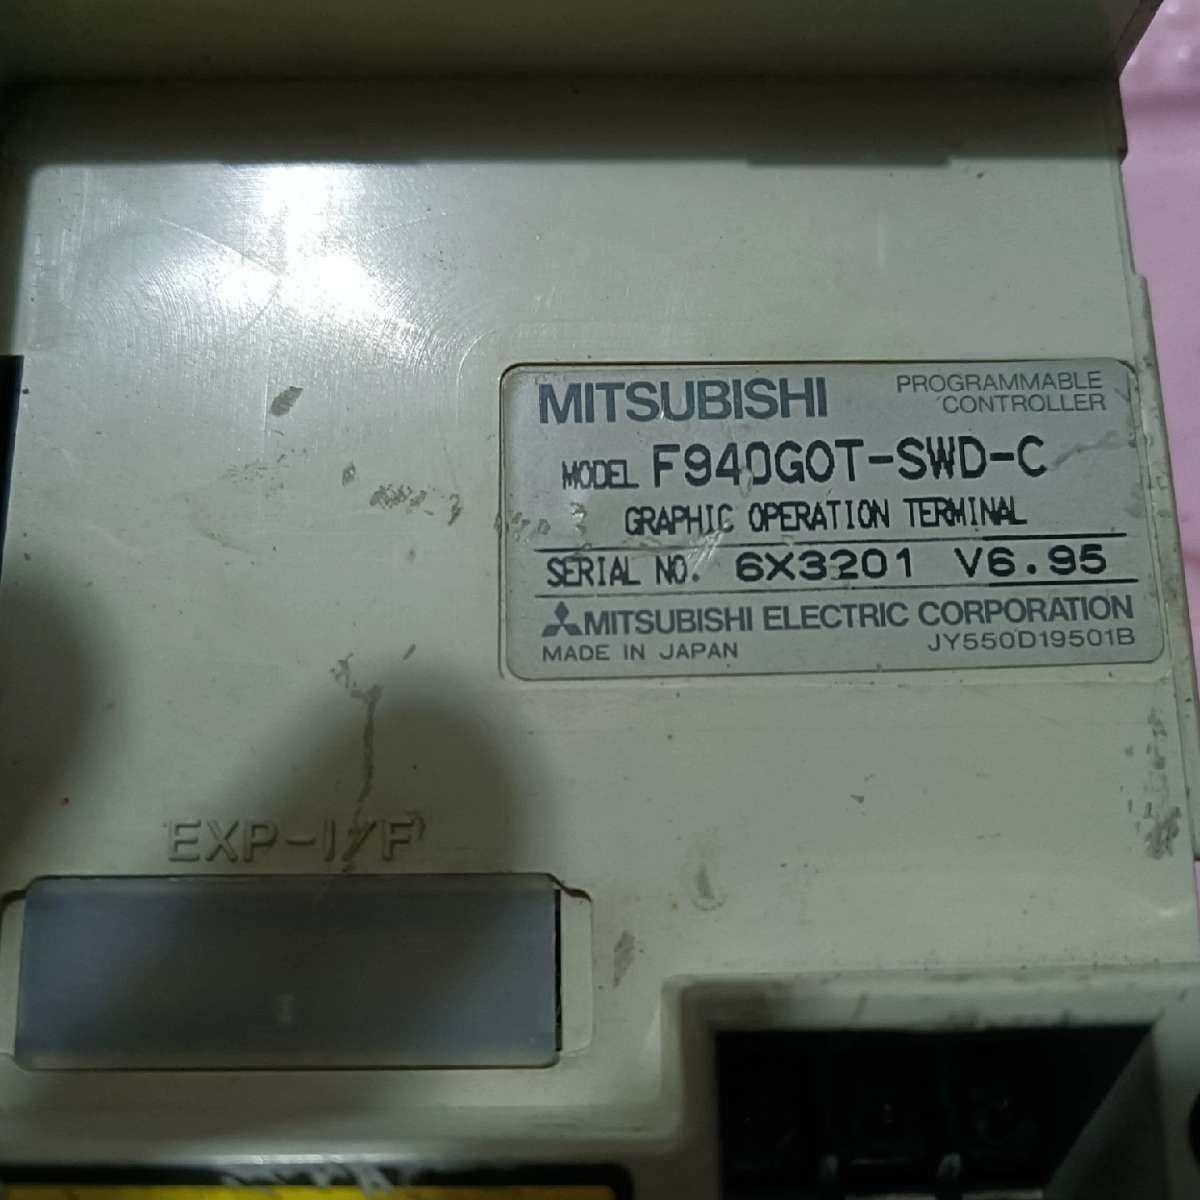 MITSUBISHI
PROGRAMMABLE
CONTROLLER
MODEL F940GOT-SWD-C
GRAPHIC OPERATION TERMINAL
SERIAL NO. 6X3201 V6.95
MITSUBISHI ELECTRIC CORPORATION
MADE IN JAPAN
JY550D19501B
EXP-I/F